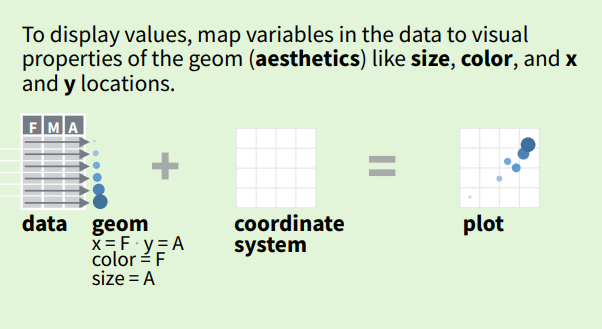 To display values, map variables in the data to visual
properties of the geom (aesthetics) like size, color, and x
and y locations.
F M A
+ =
data geom coordinate system plot
x = F · y = A
color = F
size = A